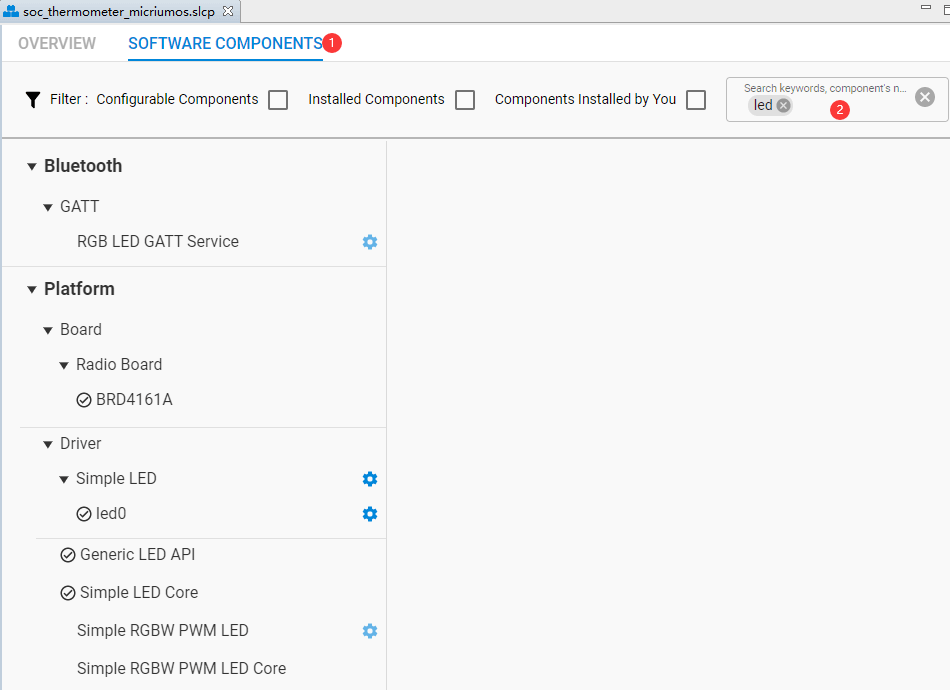 soc_thermometer_micriumos.slcp
OVERVIEW SOFTWARE COMPONENTS 1
Filter : Configurable Components Installed Components Components Installed by You Search keywords, component's n...
led 2
Bluetooth
GATT
RGB LED GATT Service
Platform
Board
Radio Board
BRD4161A
Driver
Simple LED
led0
Generic LED API
Simple LED Core
Simple RGBW PWM LED
Simple RGBW PWM LED Core